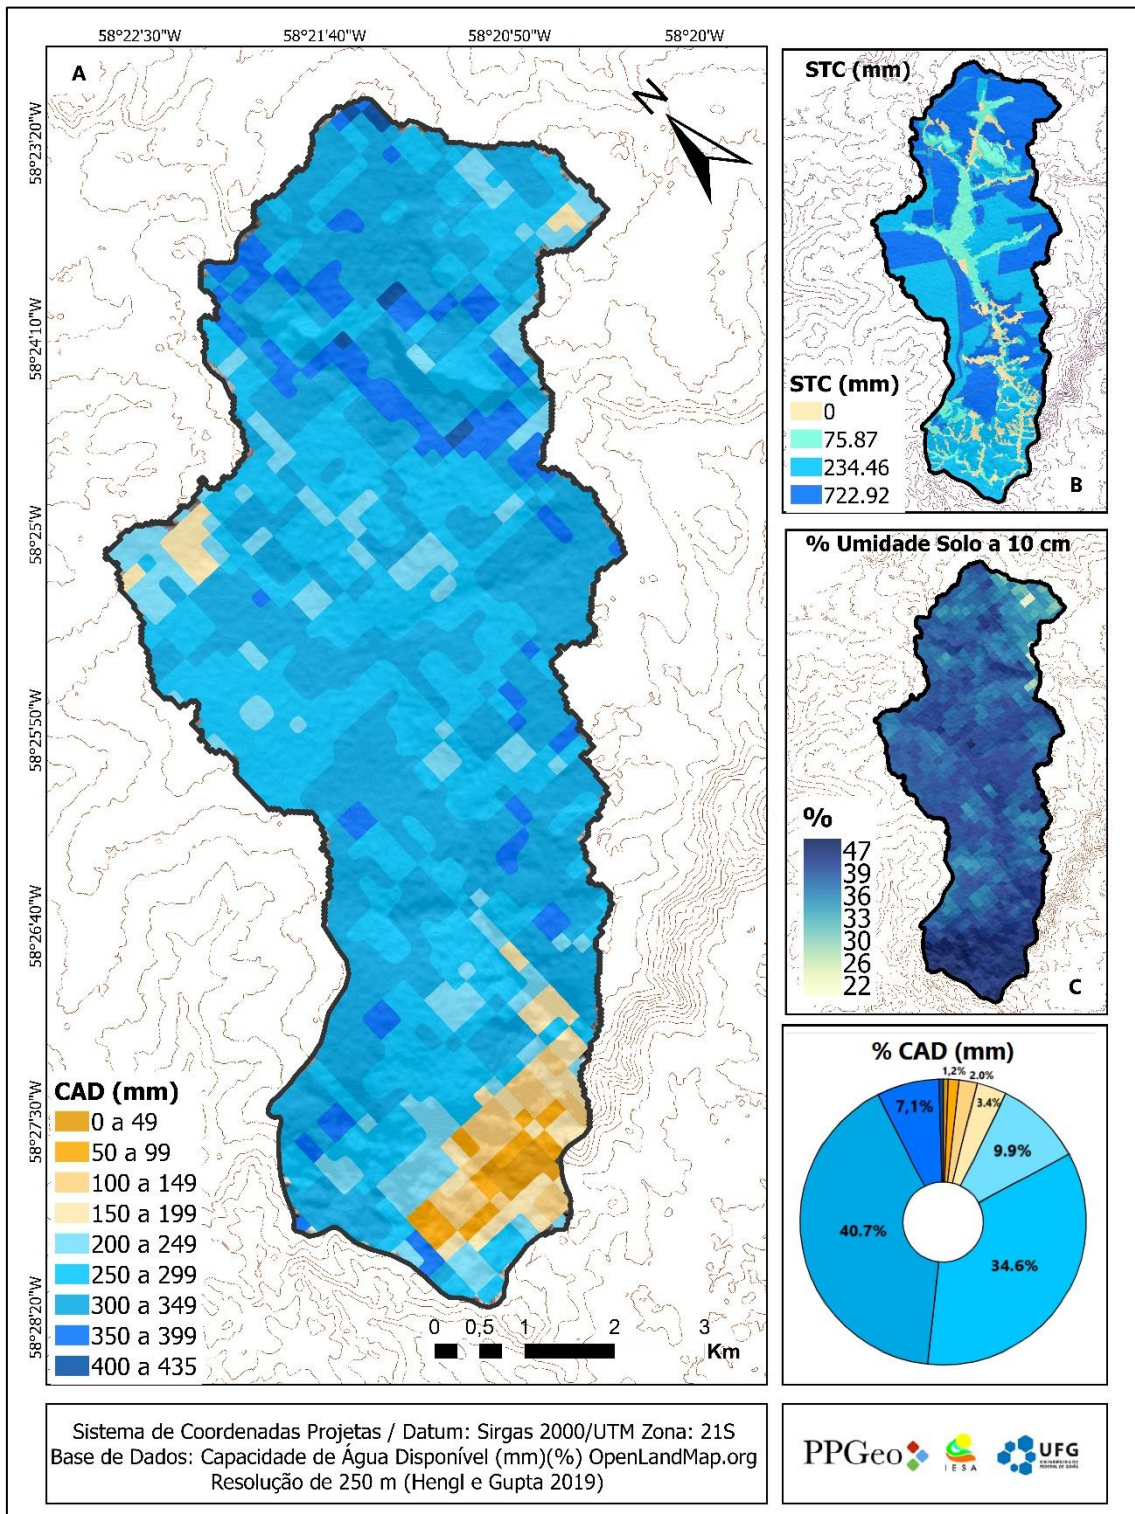 58°22'30"W
58°21'40"W
58°20'50"W
58°20'W
A
N
58°23'20"W
58°24'10"W
58°25'W
58°25'50"W
58°26'40"W
58°27'30"W
58°28'20"W
CAD (mm)
0 a 49
50 a 99
100 a 149
150 a 199
200 a 249
250 a 299
300 a 349
350 a 399
400 a 435
0 0,5 1 2 3
Km
STC (mm)
STC (mm)
0
75.87
234.46
722.92
B
% Umidade Solo a 10 cm
%
47
39
36
33
30
26
22
C
% CAD (mm)
1,2%
2.0%
3.4%
7,1%
9.9%
40.7%
34.6%
Sistema de Coordenadas Projetas / Datum: Sirgas 2000/UTM Zona: 21S
Base de Dados: Capacidade de Água Disponível (mm)(%) OpenLandMap.org
Resolução de 250 m (Hengl e Gupta 2019)
PPGeo
IESA
UFG
UNIVERSIDADE
FEDERAL DE GOIÁS